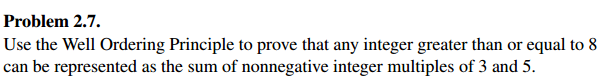 Problem 2.7.
Use the Well Ordering Principle to prove that any integer greater than or equal to 8
can be represented as the sum of nonnegative integer multiples of 3 and 5.